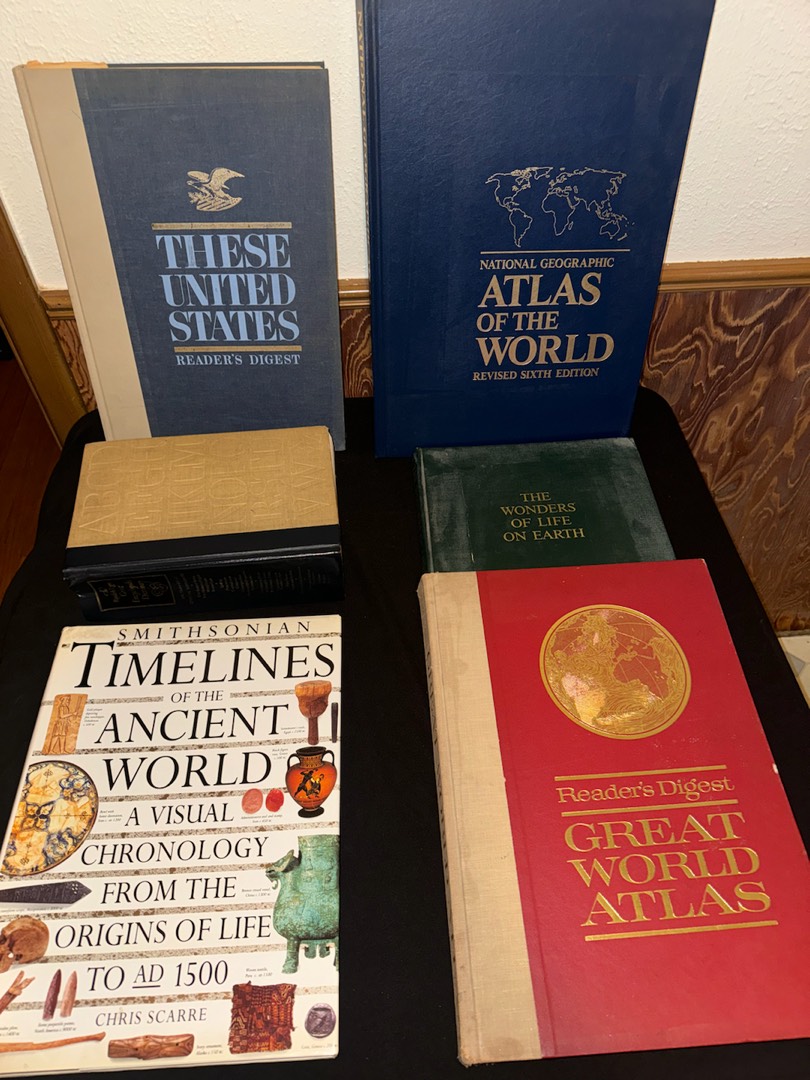 THESE
UNITED
STATES
READER'S DIGEST
NATIONAL GEOGRAPHIC
ATLAS
OF THE
WORLD
REVISED SIXTH EDITION
THE
WONDERS
OF LIFE
ON EARTH
SMITHSONIAN
TIMELINES
OF THE
ANCIENT
WORLD
A VISUAL
CHRONOLOGY
FROM THE
ORIGINS OF LIFE
TO AD 1500
CHRIS SCARRE
Reader's Digest
GREAT
WORLD
ATLAS